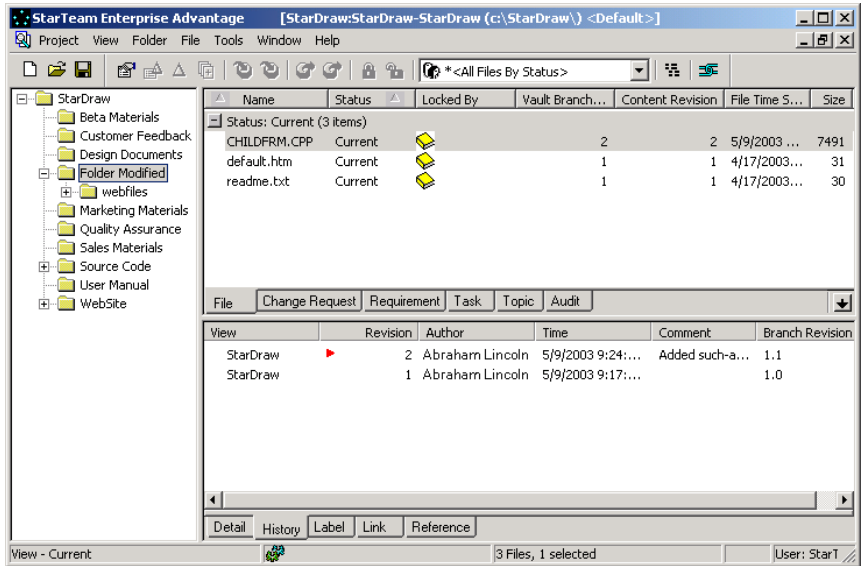 StarTeam Enterprise Advantage [StarDraw:StarDraw-StarDraw (c:\StarDraw\) <Default>]
Project View Folder File Tools Window Help
*<All Files By Status>
StarDraw
Beta Materials
Customer Feedback
Design Documents
Folder Modified
webfiles
Marketing Materials
Quality Assurance
Sales Materials
Source Code
User Manual
WebSite
Name Status Locked By Vault Branch... Content Revision File Time S... Size
Status: Current (3 items)
CHILDFRM.CPP Current 2 2 5/9/2003 ... 7491
default.htm Current 1 1 4/17/2003... 31
readme.txt Current 1 1 4/17/2003... 30
File Change Request Requirement Task Topic Audit
View Revision Author Time Comment Branch Revision
StarDraw 2 Abraham Lincoln 5/9/2003 9:24:... Added such-a... 1.1
StarDraw 1 Abraham Lincoln 5/9/2003 9:17:... 1.0
Detail History Label Link Reference
View - Current 3 Files, 1 selected User: StarT